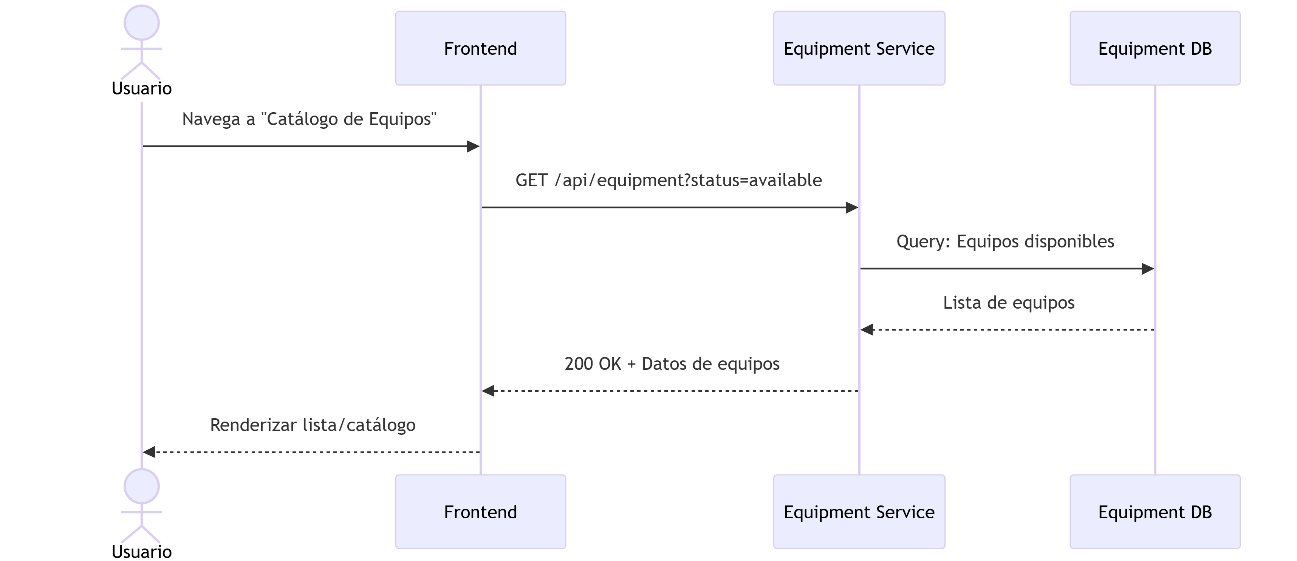 Usuario
Frontend
Equipment Service
Equipment DB
Navega a "Catálogo de Equipos"
GET /api/equipment?status=available
Query: Equipos disponibles
Lista de equipos
200 OK + Datos de equipos
Renderizar lista/catálogo
Usuario
Frontend
Equipment Service
Equipment DB